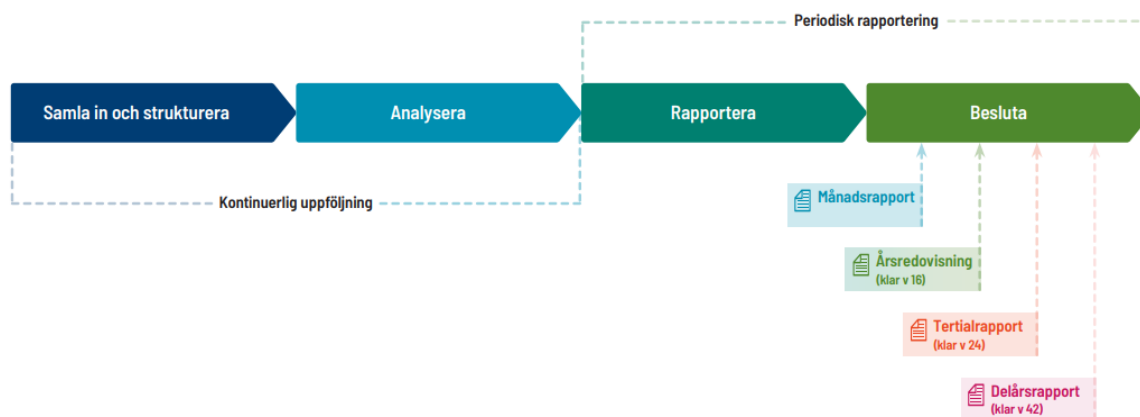 Periodisk rapportering
Samla in och strukturera
Analysera
Rapportera
Besluta
Kontinuerlig uppföljning
Månadsrapport
Årsredovisning
(klar v 16)
Tertialrapport
(klar v 24)
Delårsrapport
(klar v 42)